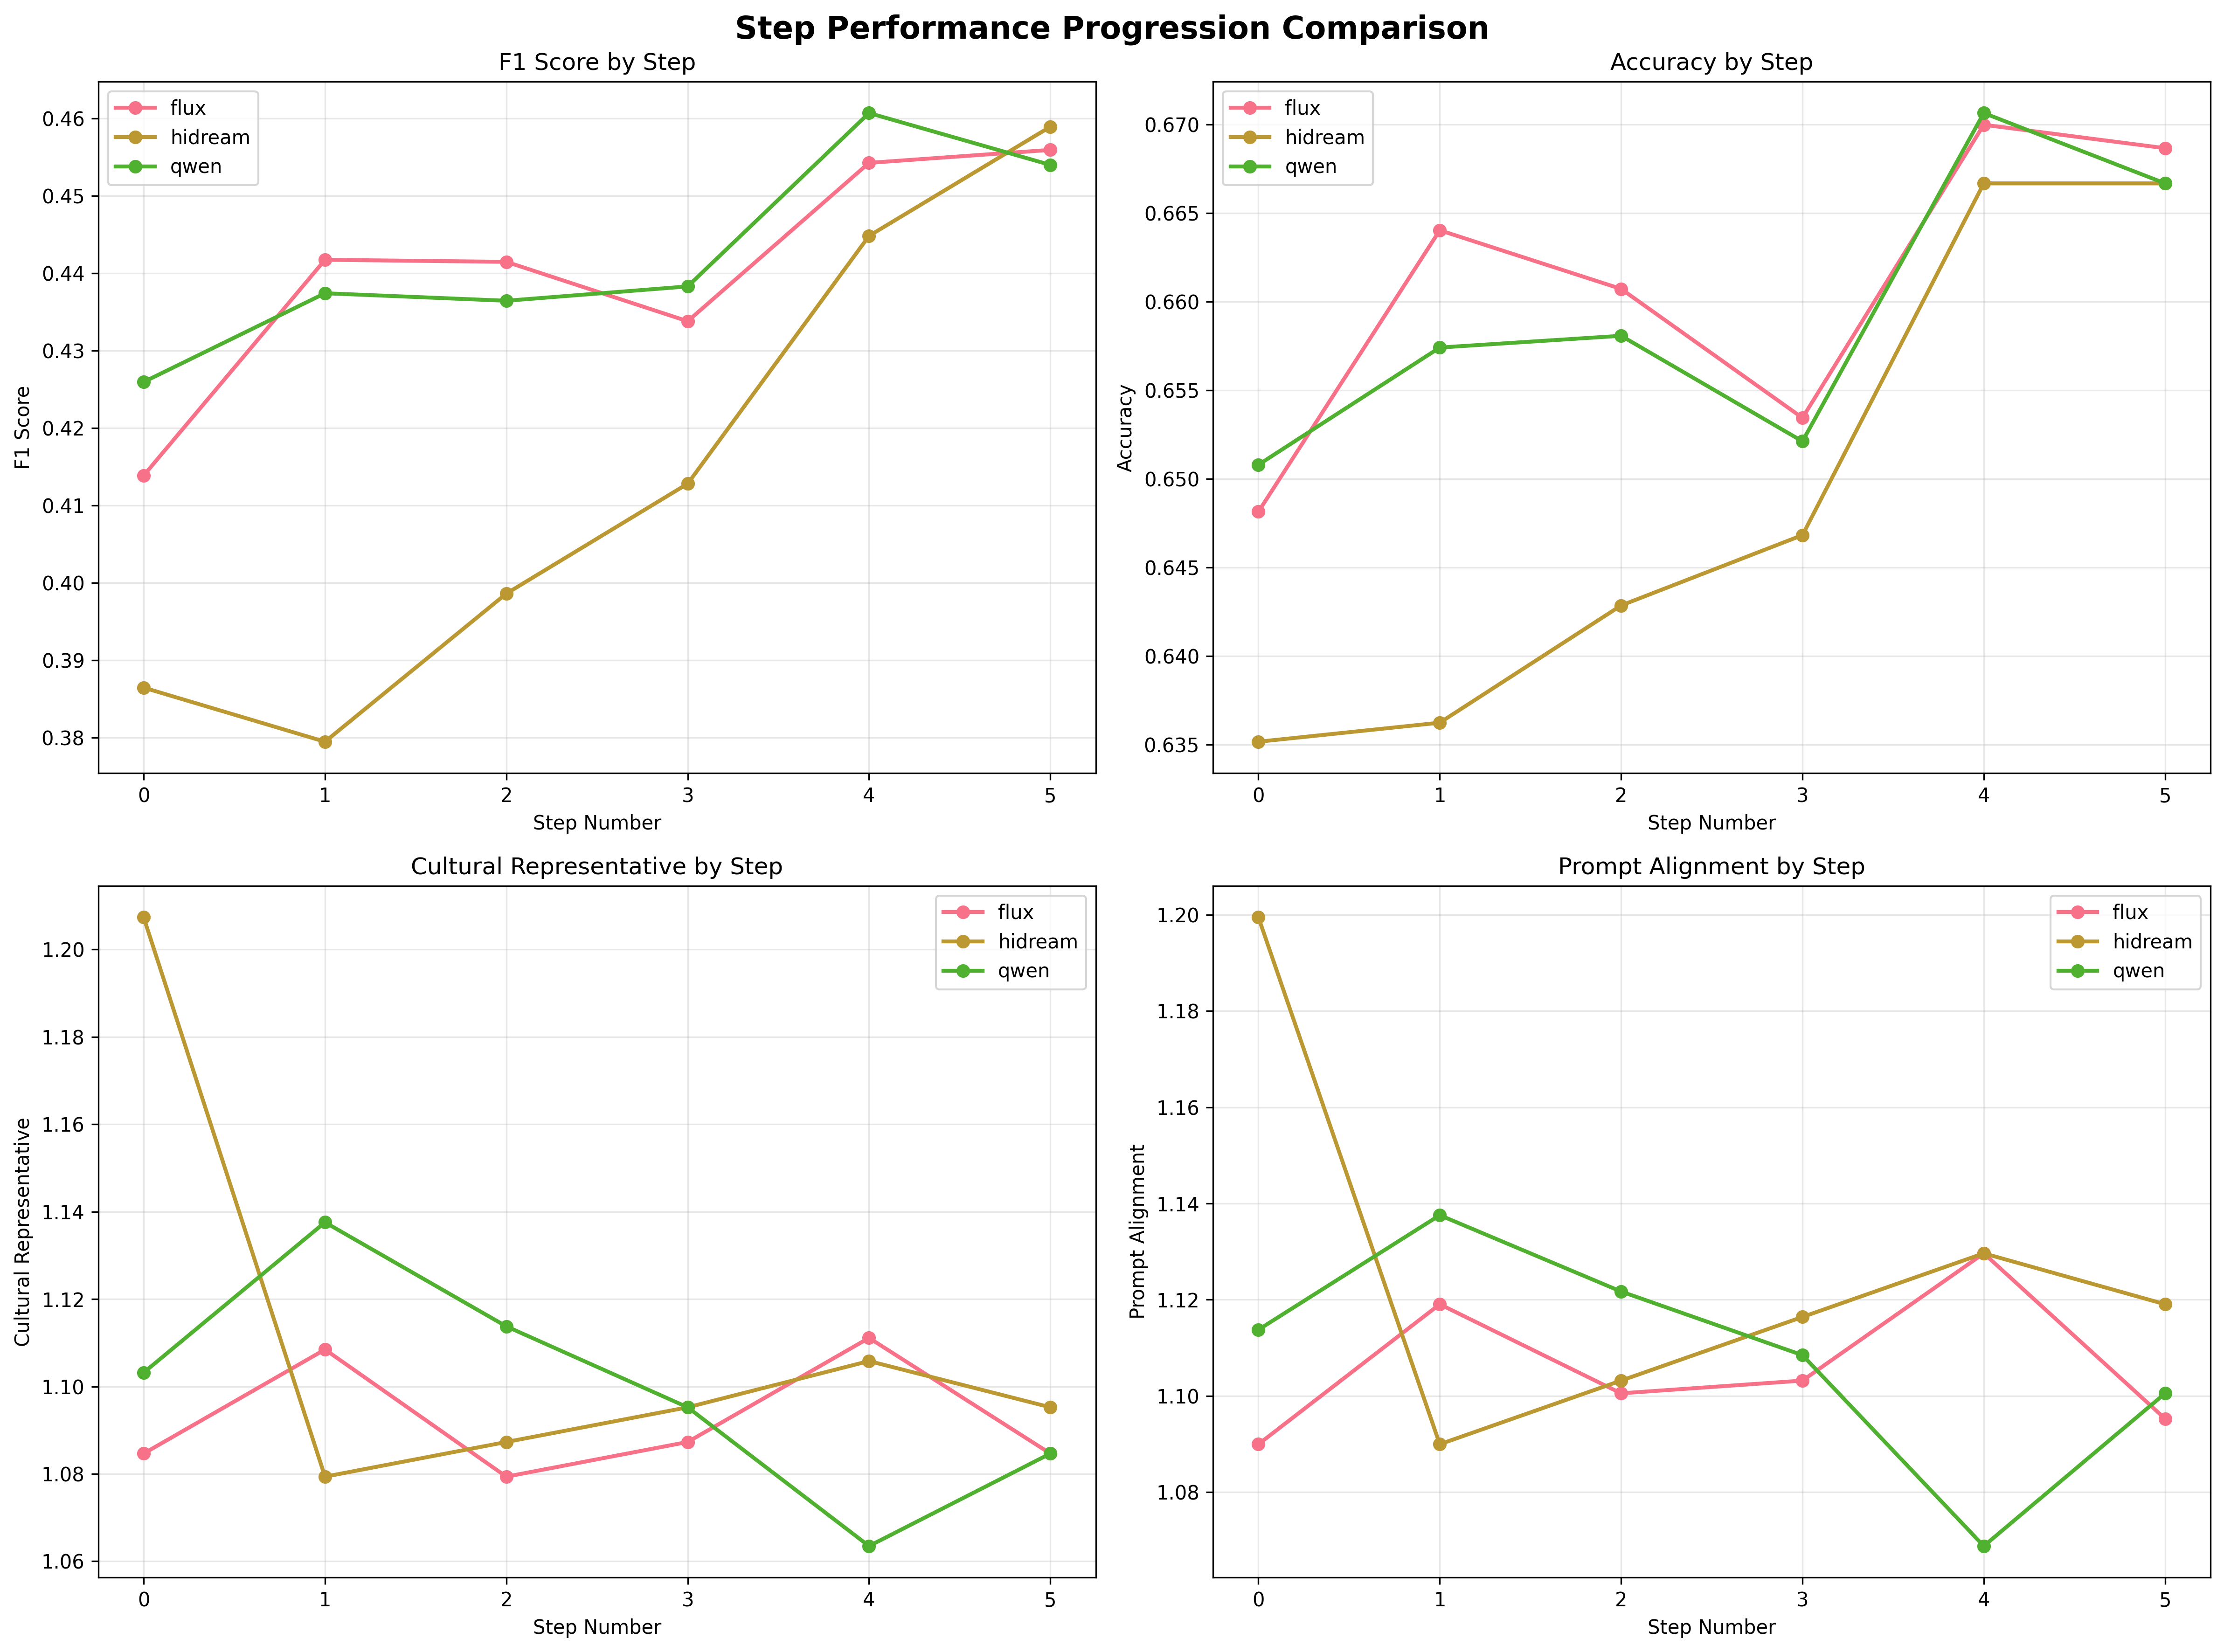 Step Performance Progression Comparison
F1 Score by Step
flux
hidream
qwen
0.46
0.45
0.44
0.43
0.42
0.41
0.40
0.39
0.38
F1 Score
0 1 2 3 4 5
Step Number
Accuracy by Step
flux
hidream
qwen
0.670
0.665
0.660
0.655
0.650
0.645
0.640
0.635
Accuracy
0 1 2 3 4 5
Step Number
Cultural Representative by Step
flux
hidream
qwen
1.20
1.18
1.16
1.14
1.12
1.10
1.08
1.06
Cultural Representative
0 1 2 3 4 5
Step Number
Prompt Alignment by Step
flux
hidream
qwen
1.20
1.18
1.16
1.14
1.12
1.10
1.08
Prompt Alignment
0 1 2 3 4 5
Step Number